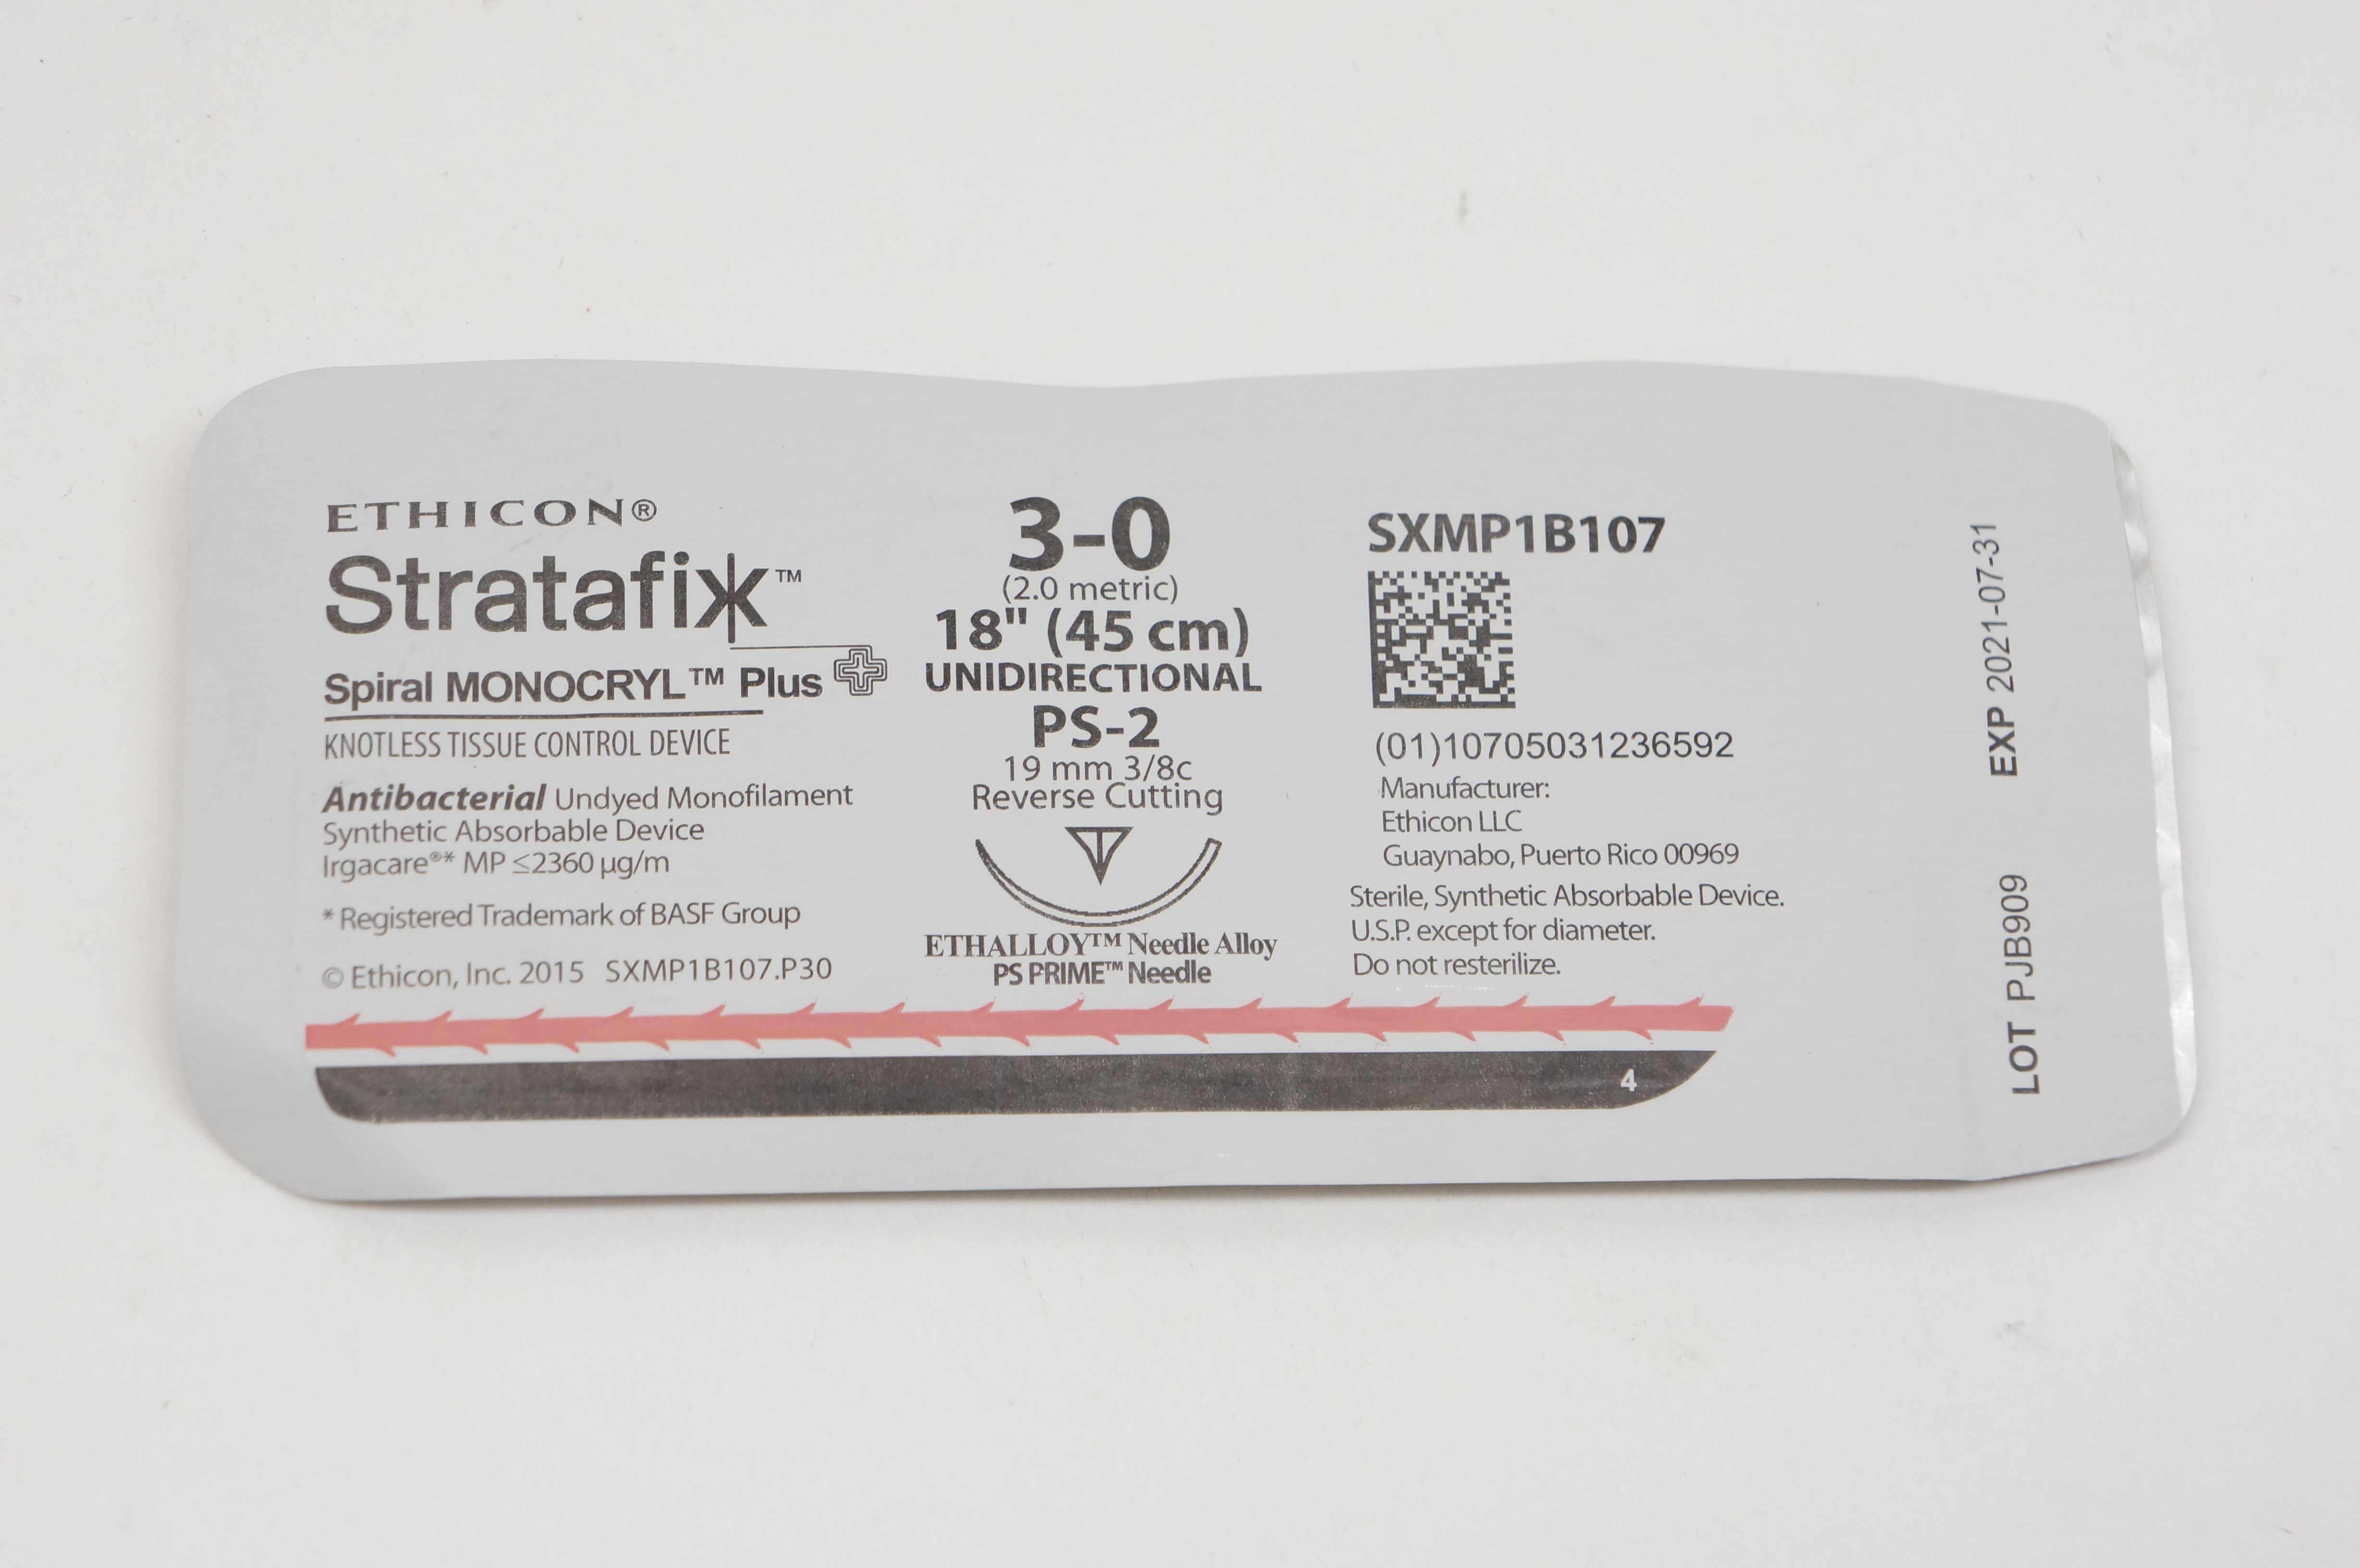 ETHICON®
Stratafix™
Spiral MONOCRYL™ Plus
KNOTLESS TISSUE CONTROL DEVICE
Antibacterial Undyed Monofilament
Synthetic Absorbable Device
Irgacare®* MP ≤2360 µg/m
* Registered Trademark of BASF Group
© Ethicon, Inc. 2015 SXMP1B107.P30
3-0
(2.0 metric)
18" (45 cm)
UNIDIRECTIONAL
PS-2
19 mm 3/8c
Reverse Cutting
ETHALLOY™ Needle Alloy
PS PRIME™ Needle
SXMP1B107
(01)10705031236592
Manufacturer:
Ethicon LLC
Guaynabo, Puerto Rico 00969
Sterile, Synthetic Absorbable Device.
U.S.P. except for diameter.
Do not resterilize.
4
LOT PJB909 EXP 2021-07-31